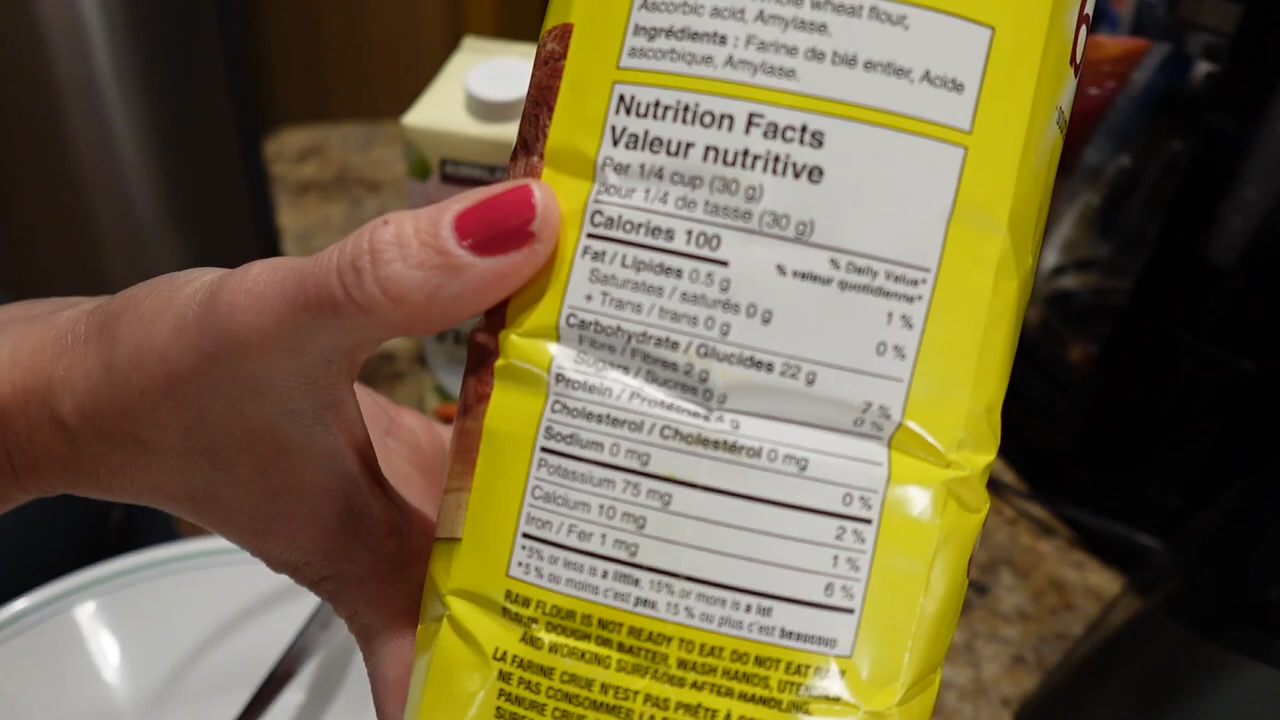 wheat flour,
Ascorbic acid, Amylase.
Ingrédients : Farine de blé entier, Acide
ascorbique, Amylase.
Nutrition Facts
Valeur nutritive
Per 1/4 cup (30 g)
pour 1/4 de tasse (30 g)
Calories 100
% Daily Value*
% valeur quotidienne*
Fat / Lipides 0.5 g 1 %
Saturates / saturés 0 g
+ Trans / trans 0 g 0 %
Carbohydrate / Glucides 22 g
Fibre / Fibres 2 g 7 %
Sugars / Sucres 0 g 0 %
Protein / Protéines g
Cholesterol / Cholestérol 0 mg
Sodium 0 mg 0 %
Potassium 75 mg 2 %
Calcium 10 mg 1 %
Iron / Fer 1 mg 6 %
*5% or less is a little, 15% or more is a lot
*5 % ou moins c'est peu, 15 % ou plus c'est beaucoup
RAW FLOUR IS NOT READY TO EAT. DO NOT EAT
DOUGH OR BATTER. WASH HANDS,
AND WORKING SURFACES AFTER HANDLING.
LA FARINE CRUE N'EST PAS PRÊTE À
NE PAS CONSOMMER LA
PANURE CRUE